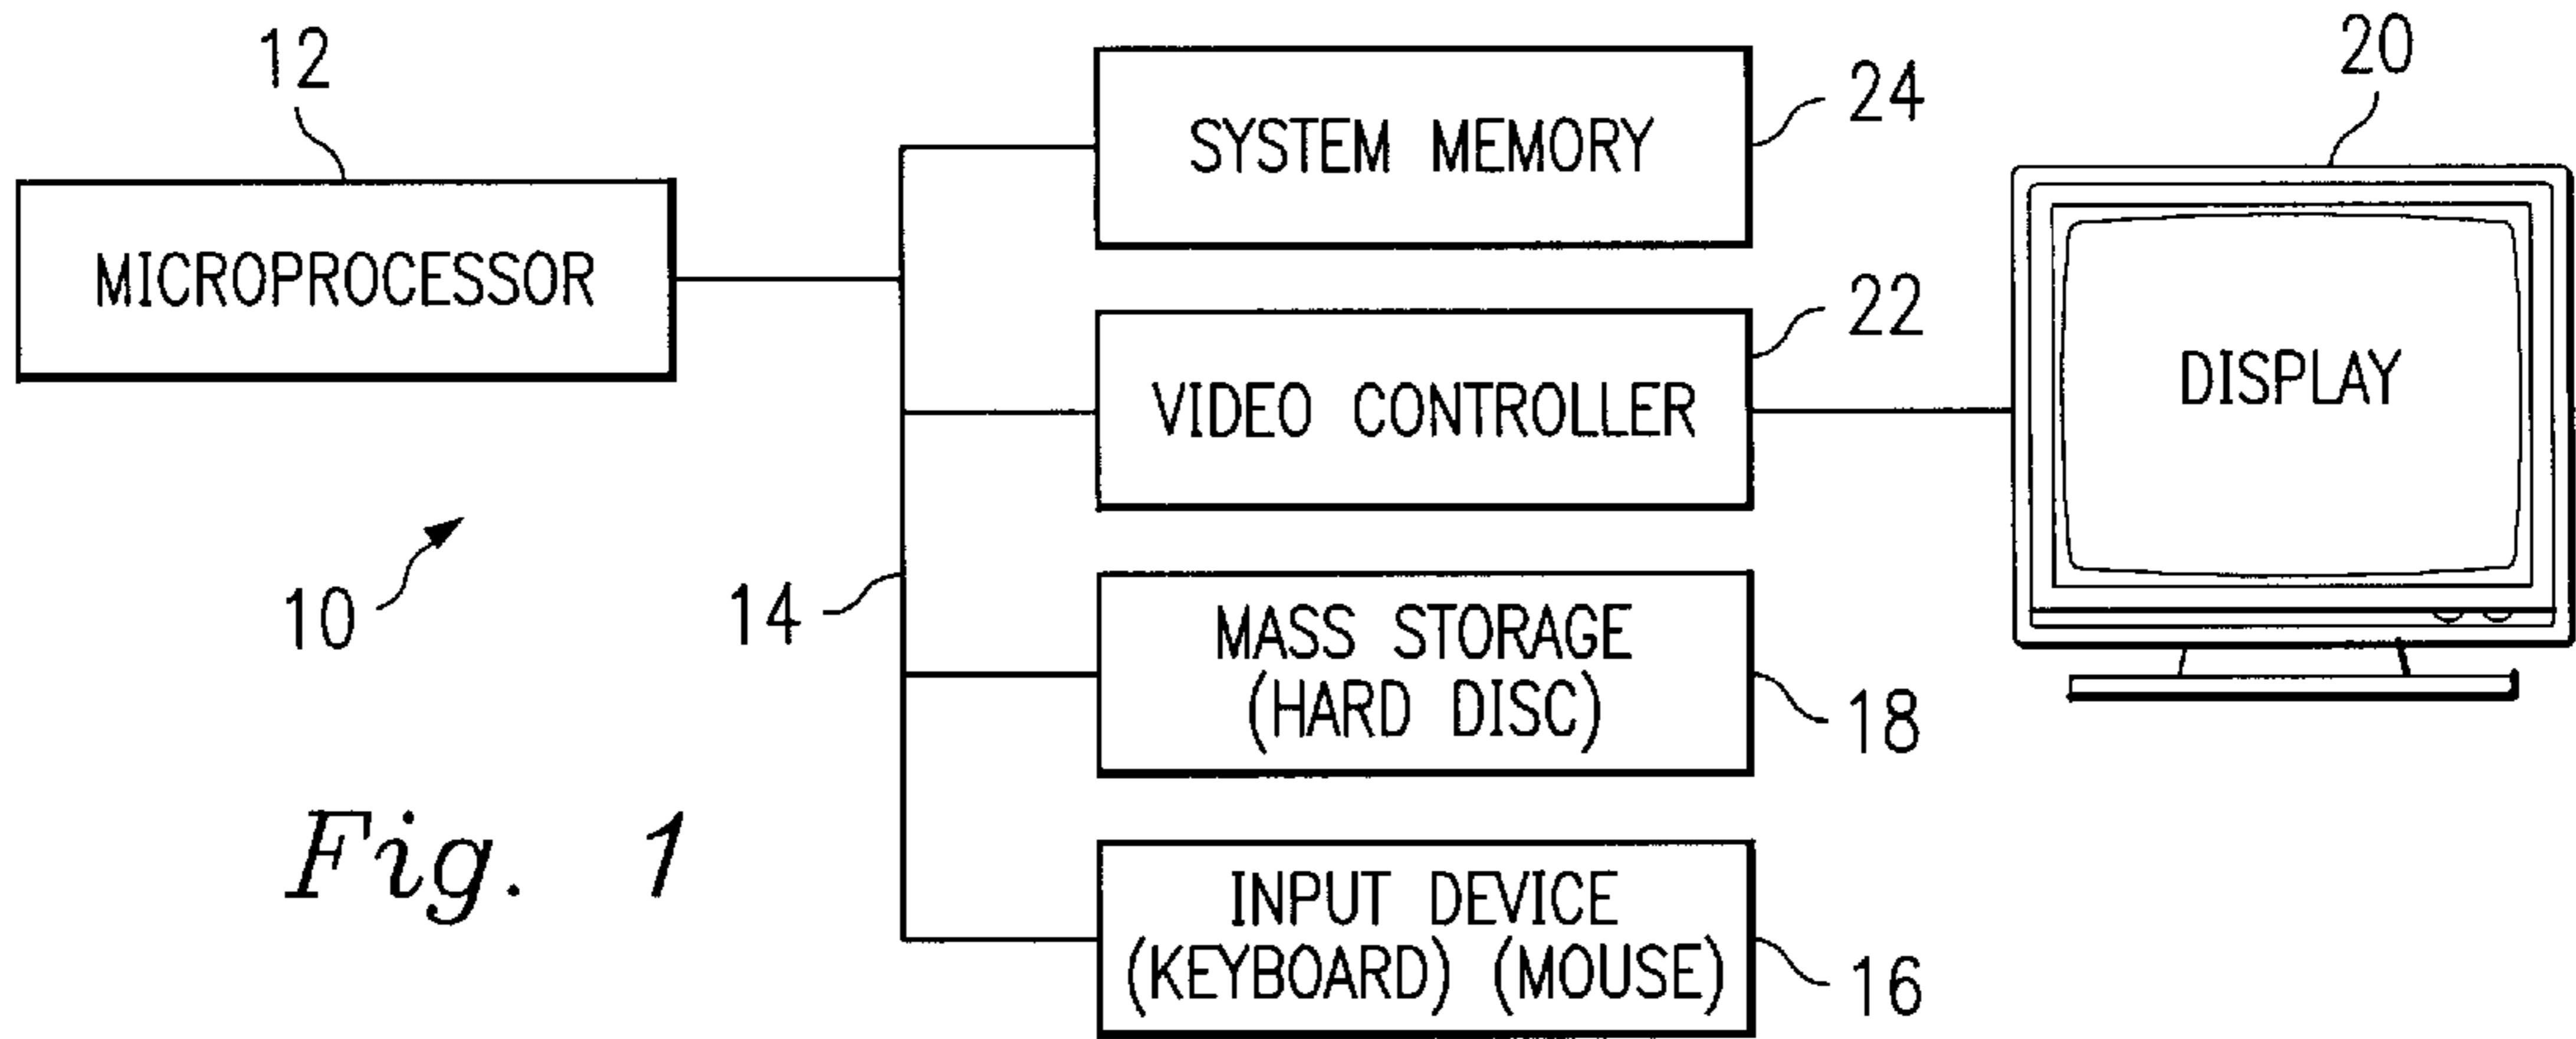 12
MICROPROCESSOR
10
14
SYSTEM MEMORY
24
VIDEO CONTROLLER
22
MASS STORAGE
(HARD DISC)
18
INPUT DEVICE
(KEYBOARD) (MOUSE)
16
20
DISPLAY
Fig. 1